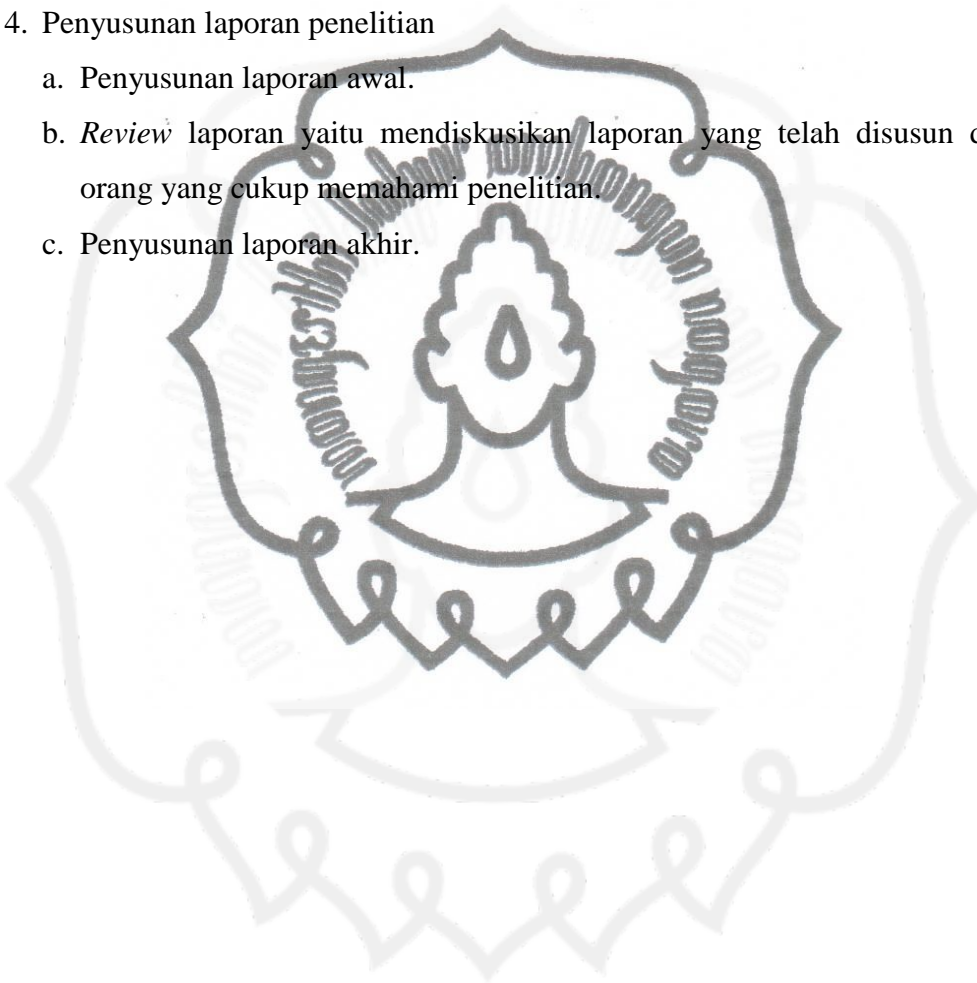 4. Penyusunan laporan penelitian
a. Penyusunan laporan awal.
b. Review laporan yaitu mendiskusikan laporan yang telah disusun
orang yang cukup memahami penelitian.
c. Penyusunan laporan akhir.